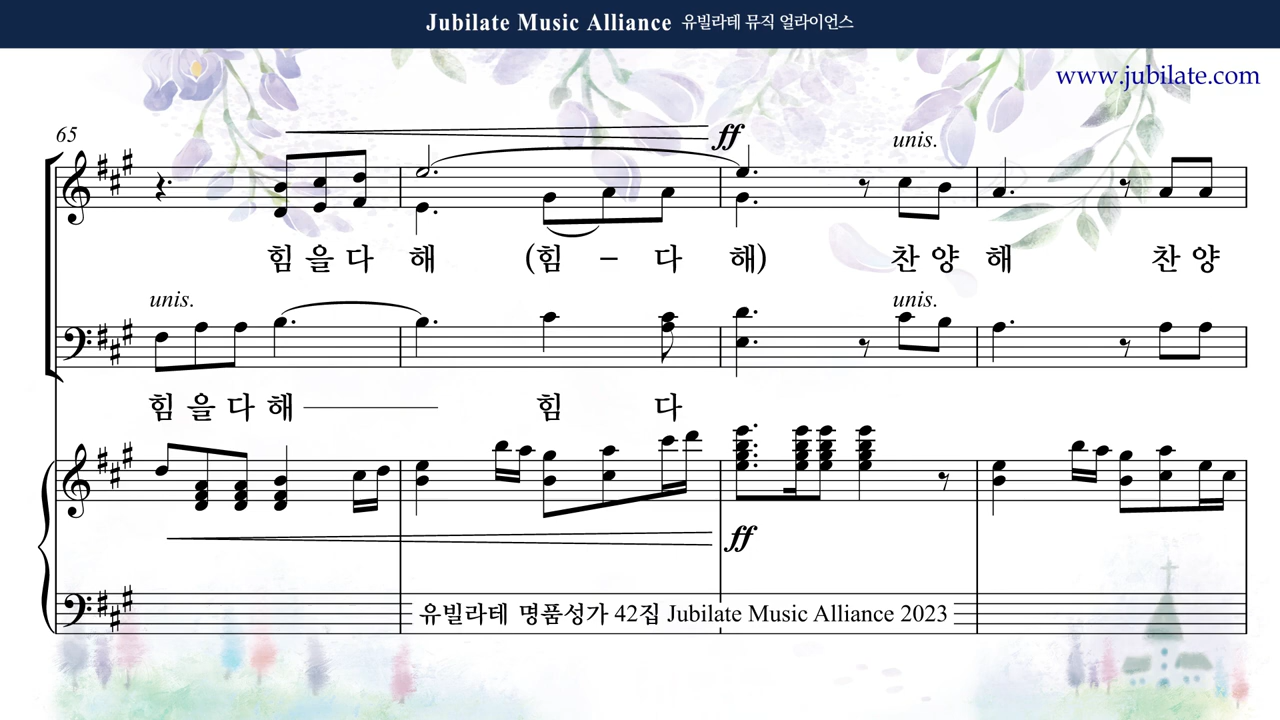 Jubilate Music Alliance 유빌라테 뮤직 얼라이언스
www.jubilate.com
65
ff
unis.
힘 을 다 해 (힘 – 다 해) 찬 양 해 찬 양
unis.
unis.
힘 을 다 해 힘 다
ff
유빌라테 명품성가 42집 Jubilate Music Alliance 2023